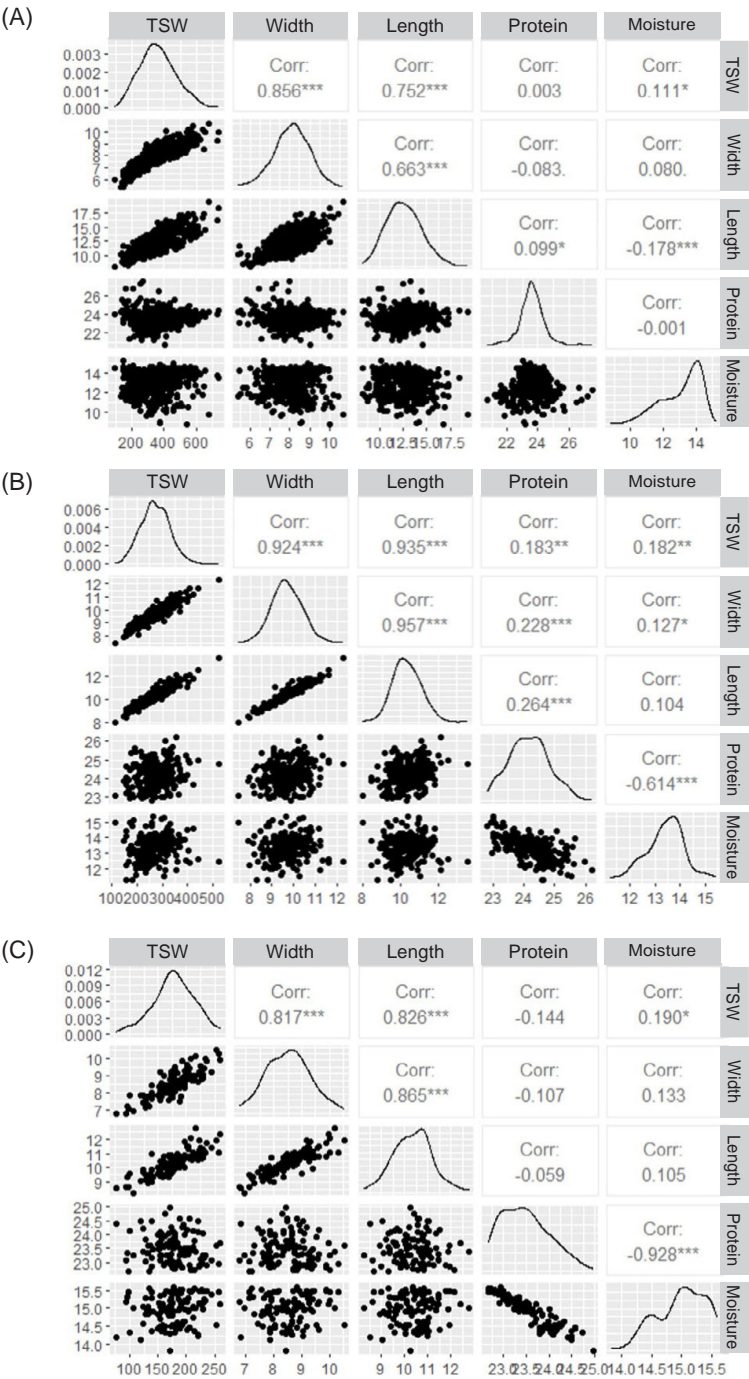 (A)
TSW Width Length Protein Moisture
0.003
0.002
0.001
0.000
Corr:
0.856***
Corr:
0.752***
Corr:
0.003
Corr:
0.111*
TSW
10
9
8
7
6
Corr:
0.663***
Corr:
-0.083.
Corr:
0.080.
Width
17.5
15.0
12.5
10.0
Corr:
0.099*
Corr:
-0.178***
Length
26
24
22
Corr:
-0.001
Protein
14
12
10
Moisture
200 400 600 6 7 8 9 10 10.0 12.5 15.0 17.5 22 24 26 10 12 14
(B)
TSW Width Length Protein Moisture
0.006
0.004
0.002
0.000
Corr:
0.924***
Corr:
0.935***
Corr:
0.183**
Corr:
0.182**
TSW
12
11
10
9
8
Corr:
0.957***
Corr:
0.228***
Corr:
0.127*
Width
12
10
8
Corr:
0.264***
Corr:
0.104
Length
26
25
24
23
Corr:
-0.614***
Protein
15
14
13
12
Moisture
100 200 300 400 500 8 9 10 11 12 8 10 12 23 24 25 26 12 13 14 15
(C)
TSW Width Length Protein Moisture
0.012
0.009
0.006
0.003
0.000
Corr:
0.817***
Corr:
0.826***
Corr:
-0.144
Corr:
0.190*
TSW
10
9
8
7
Corr:
0.865***
Corr:
-0.107
Corr:
0.133
Width
12
11
10
9
Corr:
-0.059
Corr:
0.105
Length
25.0
24.5
24.0
23.5
23.0
Corr:
-0.928***
Protein
15.5
15.0
14.5
14.0
Moisture
100 150 200 250 7 8 9 10 9 10 11 12 23.0 23.5 24.0 24.5 25.0 14.0 14.5 15.0 15.5